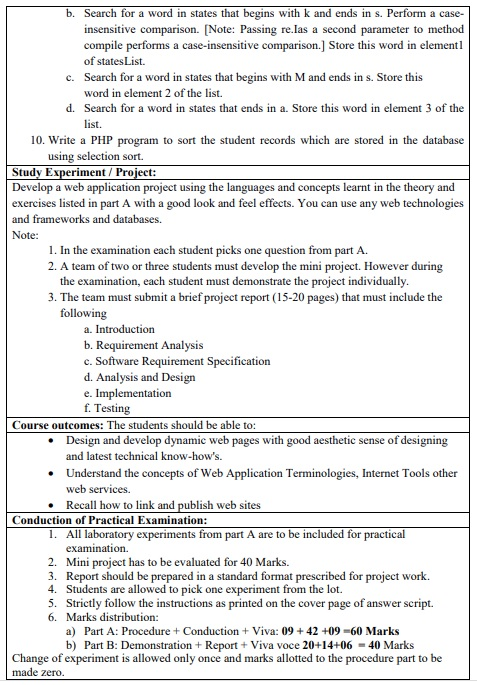 b. Search for a word in states that begins with k and ends in s. Perform a case-
insensitive comparison. [Note: Passing re.Ias a second parameter to method
compile performs a case-insensitive comparison.] Store this word in element1
of statesList.
c. Search for a word in states that begins with M and ends in s. Store this
word in element 2 of the list.
d. Search for a word in states that ends in a. Store this word in element 3 of the
list.
10. Write a PHP program to sort the student records which are stored in the database
using selection sort.
Study Experiment / Project:
Develop a web application project using the languages and concepts learnt in the theory and
exercises listed in part A with a good look and feel effects. You can use any web technologies
and frameworks and databases.
Note:
1. In the examination each student picks one question from part A.
2. A team of two or three students must develop the mini project. However during
the examination, each student must demonstrate the project individually.
3. The team must submit a brief project report (15-20 pages) that must include the
following
a. Introduction
b. Requirement Analysis
c. Software Requirement Specification
d. Analysis and Design
e. Implementation
f. Testing
Course outcomes: The students should be able to:
• Design and develop dynamic web pages with good aesthetic sense of designing
and latest technical know-how's.
• Understand the concepts of Web Application Terminologies, Internet Tools other
web services.
• Recall how to link and publish web sites
Conduction of Practical Examination:
1. All laboratory experiments from part A are to be included for practical
examination.
2. Mini project has to be evaluated for 40 Marks.
3. Report should be prepared in a standard format prescribed for project work.
4. Students are allowed to pick one experiment from the lot.
5. Strictly follow the instructions as printed on the cover page of answer script.
6. Marks distribution:
a) Part A: Procedure + Conduction + Viva: 09 + 42 +09 =60 Marks
b) Part B: Demonstration + Report + Viva voce 20+14+06 = 40 Marks
Change of experiment is allowed only once and marks allotted to the procedure part to be
made zero.